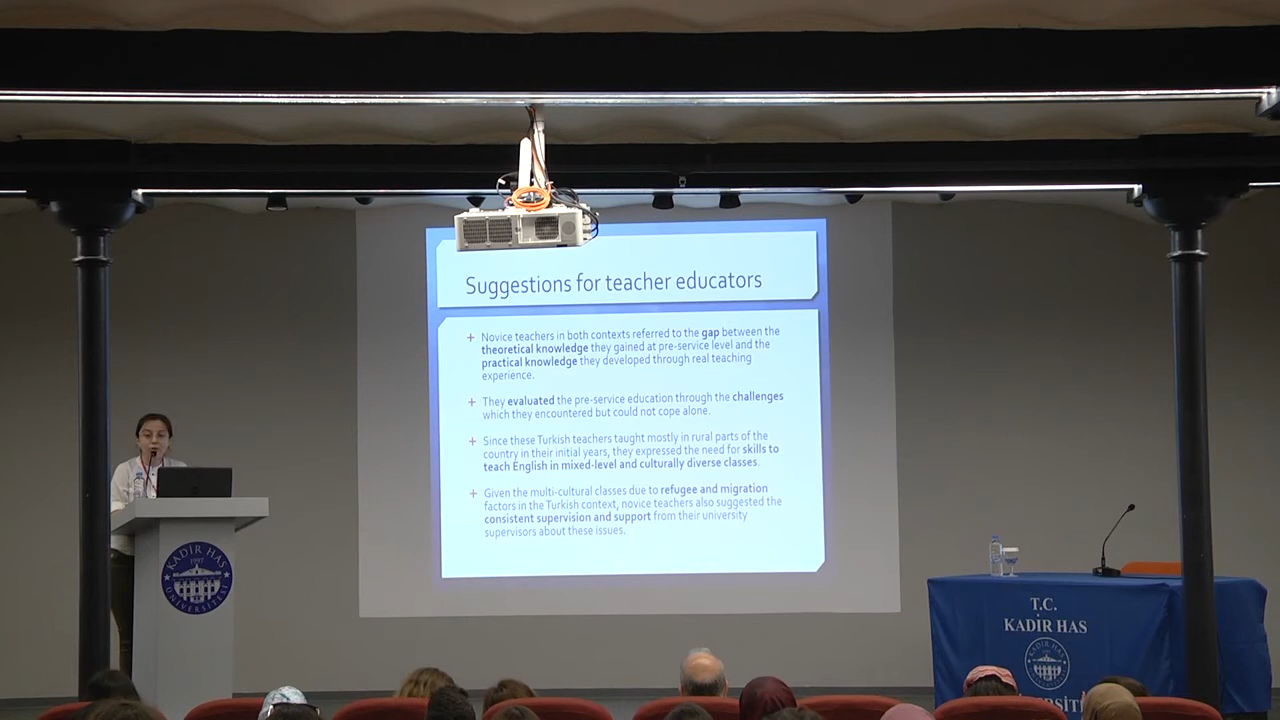 Suggestions for teacher educators
+ Novice teachers in both contexts referred to the gap between the
theoretical knowledge they gained at pre-service level and the
practical knowledge they developed through real teaching
experience.
+ They evaluated the pre-service education through the challenges
which they encountered but could not cope alone.
+ Since these Turkish teachers taught mostly in rural parts of the
country in their initial years, they expressed the need for skills to
teach English in mixed-level and culturally diverse classes.
+ Given the multi-cultural classes due to refugee and migration
factors in the Turkish context, novice teachers also suggested the
consistent supervision and support from their university
supervisors about these issues.
KADİR HAS
1997
ÜNİVERSİTESİ
T.C.
KADİR HAS
KADİR HAS